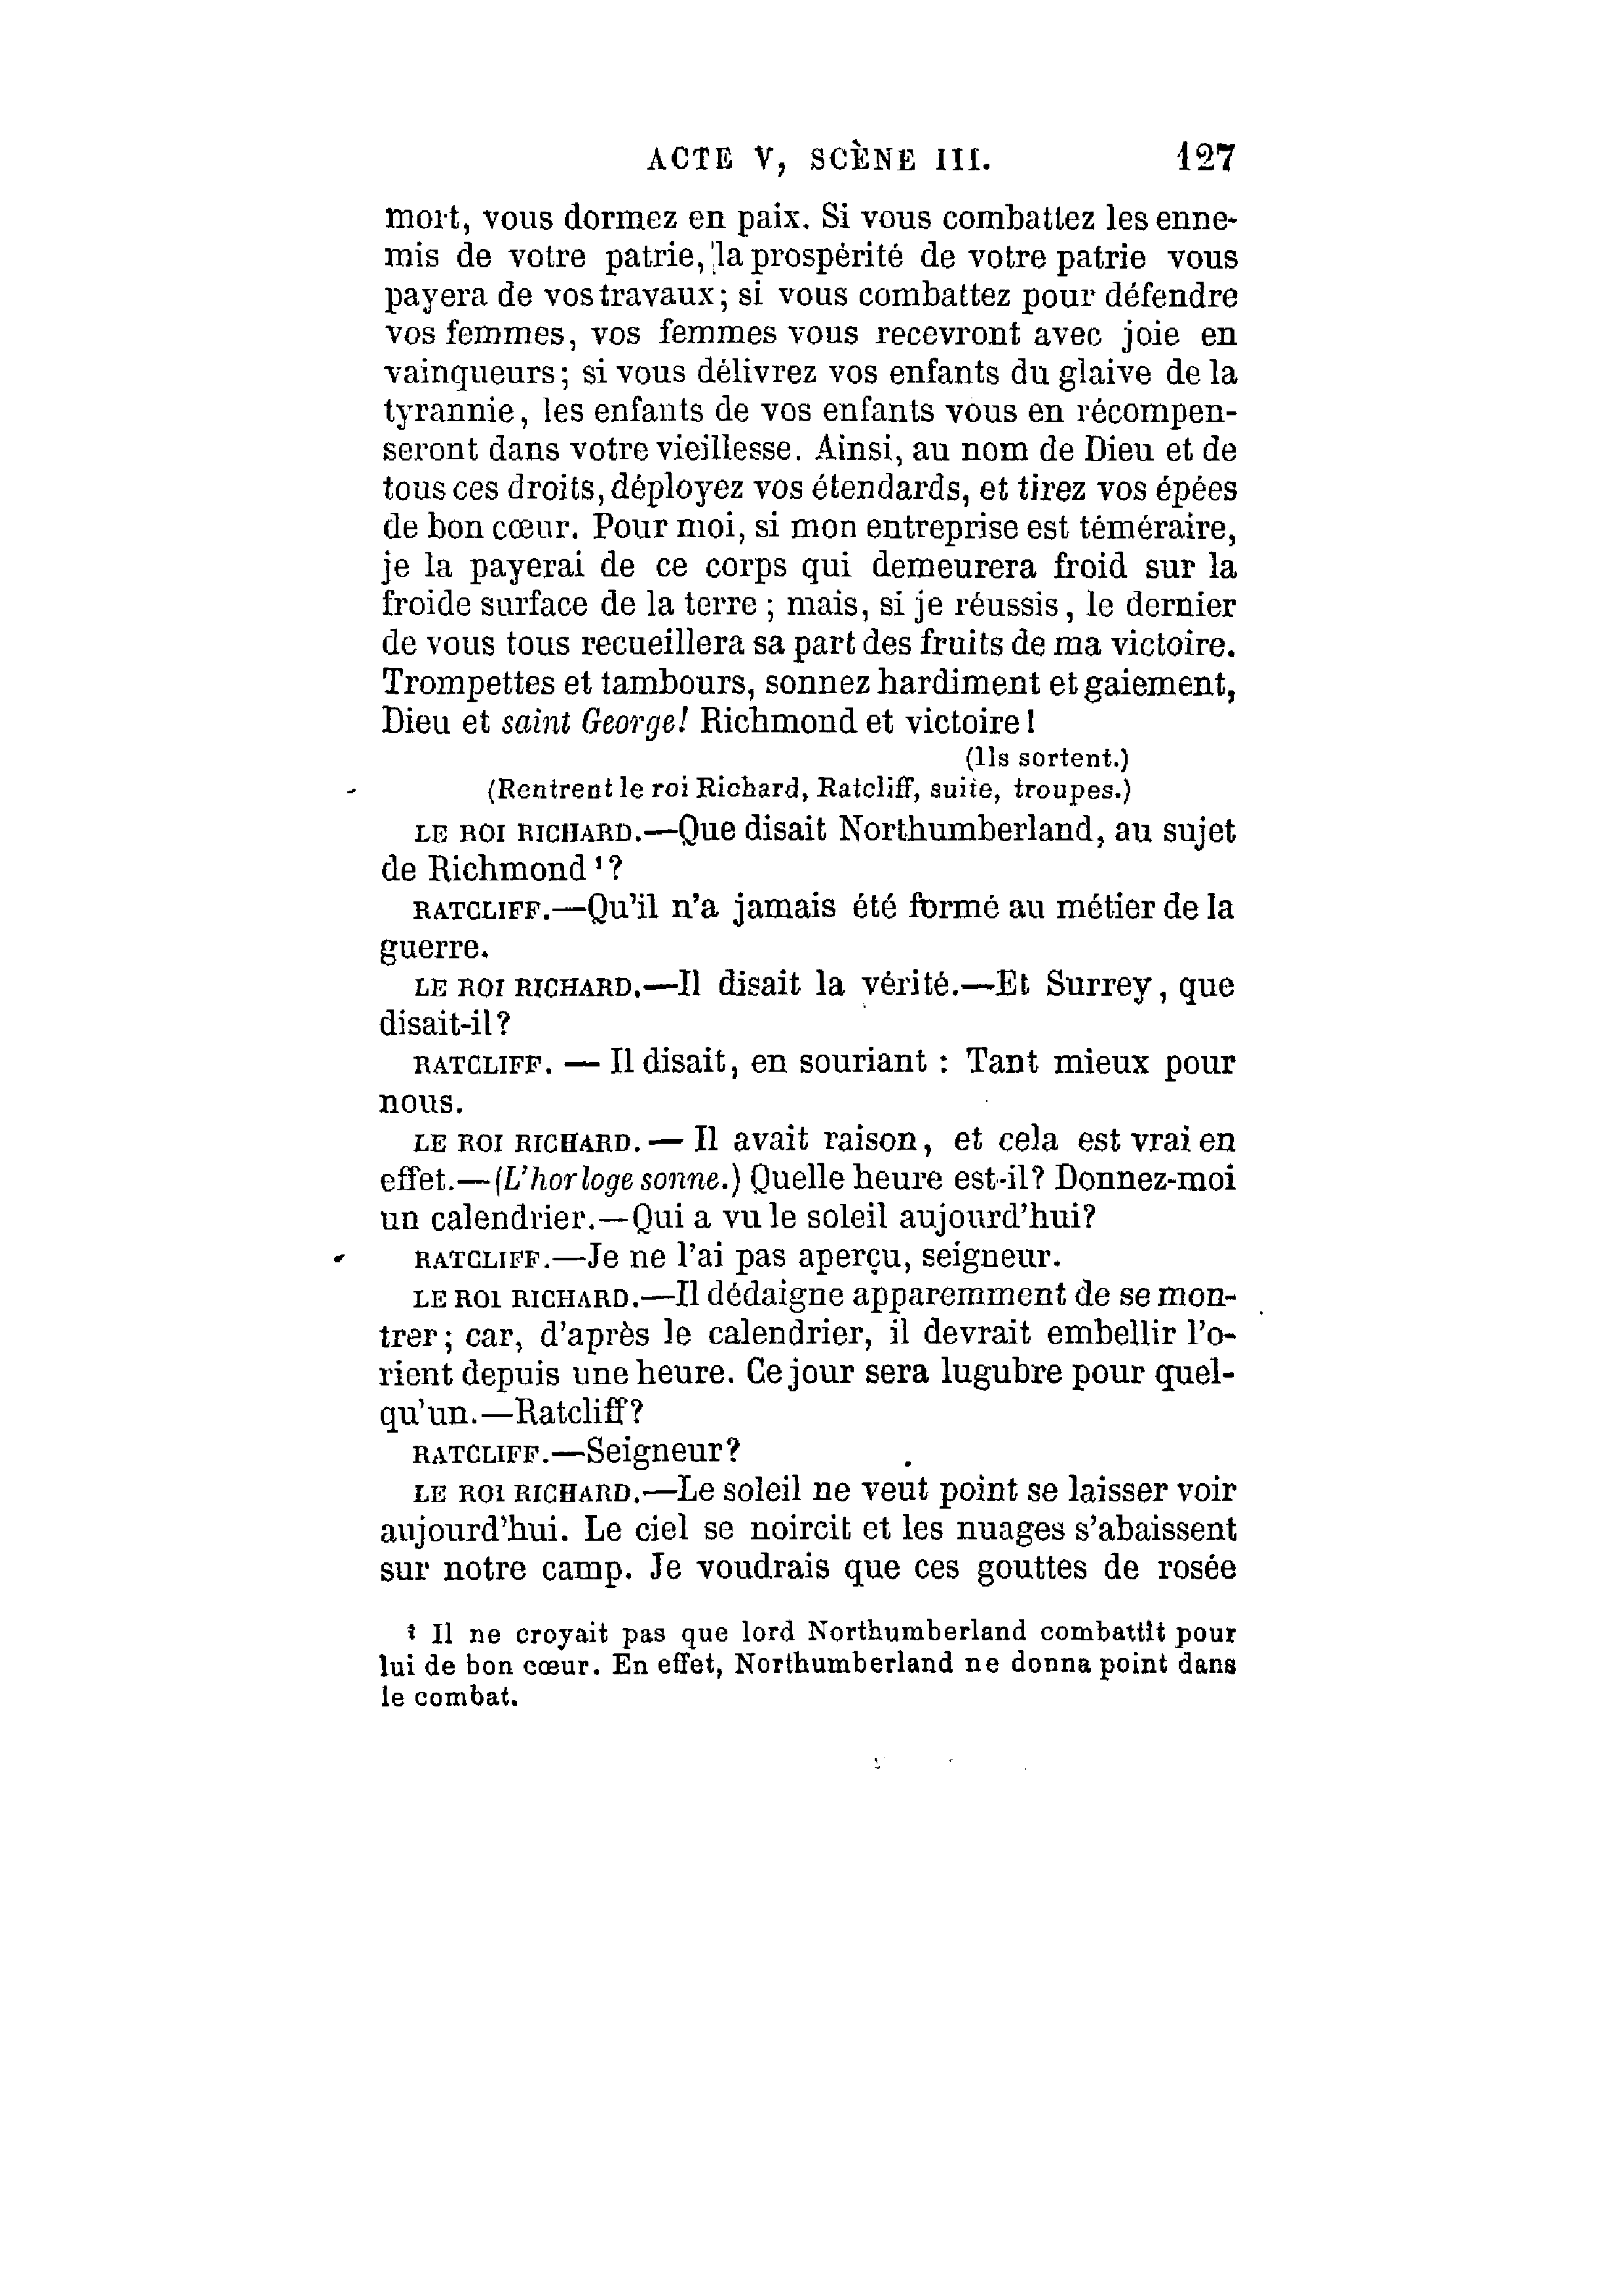 ACTE V, SCÈNE III. 127
mort, vous dormez en paix. Si vous combattez les enne-
mis de votre patrie, la prospérité de votre patrie vous
payera de vos travaux; si vous combattez pour défendre
vos femmes, vos femmes vous recevront avec joie en
vainqueurs; si vous délivrez vos enfants du glaive de la
tyrannie, les enfants de vos enfants vous en récompen-
seront dans votre vieillesse. Ainsi, au nom de Dieu et de
tous ces droits, déployez vos étendards, et tirez vos épées
de bon cœur. Pour moi, si mon entreprise est téméraire,
je la payerai de ce corps qui demeurera froid sur la
froide surface de la terre; mais, si je réussis, le dernier
de vous tous recueillera sa part des fruits de ma victoire.
Trompettes et tambours, sonnez hardiment et gaiement,
Dieu et saint George! Richmond et victoire!
(Ils sortent.)
(Rentrent le roi Richard, Ratcliff, suite, troupes.)
LE ROI RICHARD.—Que disait Northumberland, au sujet
de Richmond ¹?
RATCLIFF.—Qu'il n'a jamais été formé au métier de la
guerre.
LE ROI RICHARD.—Il disait la vérité.—Et Surrey, que
disait-il?
RATCLIFF. — Il disait, en souriant : Tant mieux pour
nous.
LE ROI RICHARD. — Il avait raison, et cela est vrai en
effet.—(L'horloge sonne.) Quelle heure est-il? Donnez-moi
un calendrier.—Qui a vu le soleil aujourd'hui?
RATCLIFF.—Je ne l'ai pas aperçu, seigneur.
LE ROI RICHARD.—Il dédaigne apparemment de se mon-
trer; car, d'après le calendrier, il devrait embellir l'o-
rient depuis une heure. Ce jour sera lugubre pour quel-
qu'un.—Ratcliff?
RATCLIFF.—Seigneur?
LE ROI RICHARD.—Le soleil ne veut point se laisser voir
aujourd'hui. Le ciel se noircit et les nuages s'abaissent
sur notre camp. Je voudrais que ces gouttes de rosée
¹ Il ne croyait pas que lord Northumberland combattît pour
lui de bon cœur. En effet, Northumberland ne donna point dans
le combat.